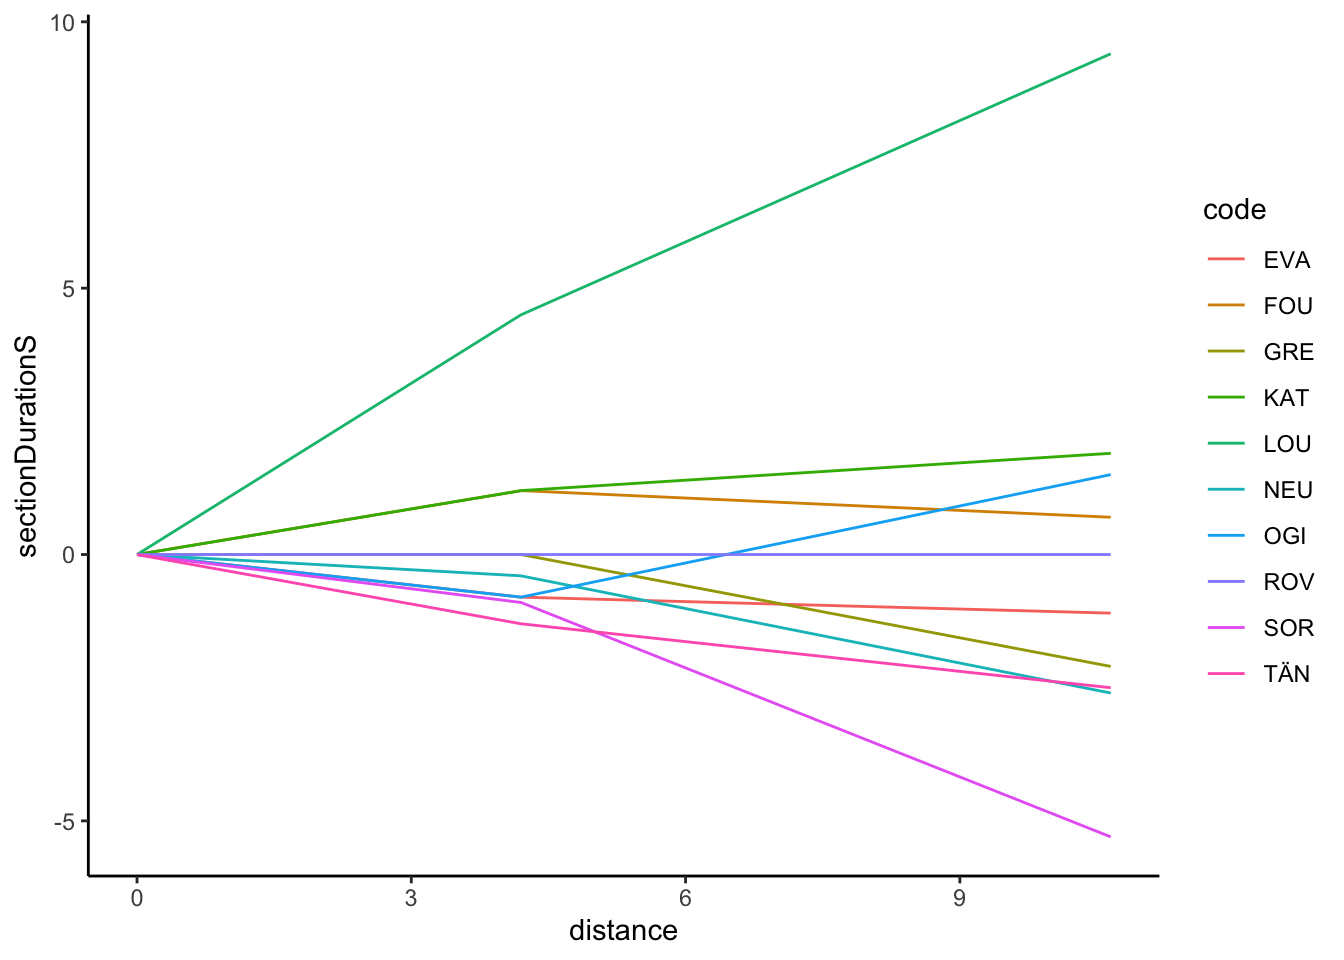 10
5
0
-5
sectionDurationS
0 3 6 9
distance
code
EVA
FOU
GRE
KAT
LOU
NEU
OGI
ROV
SOR
TÄN